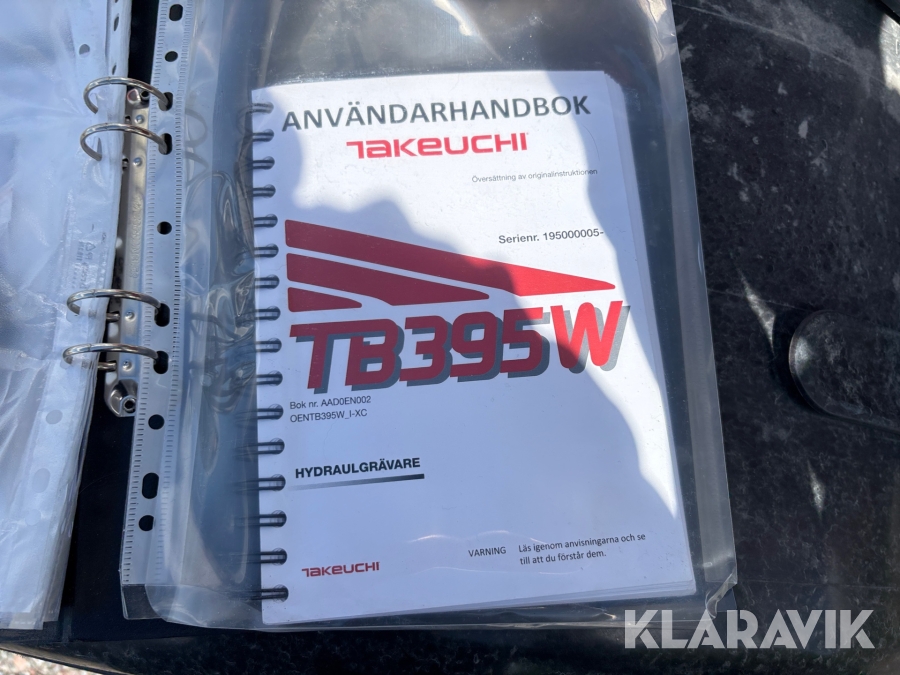 ANVÄNDARHANDBOK
TAKEUCHI
Översättning av originalinstruktionen
Serienr. 195000005-
TB395W
Bok nr. AAD0EN002
OENTB395W_I-XC
HYDRAULGRÄVARE
VARNING Läs igenom anvisningarna och se
till att du förstår dem.
TAKEUCHI
KLARAVIK